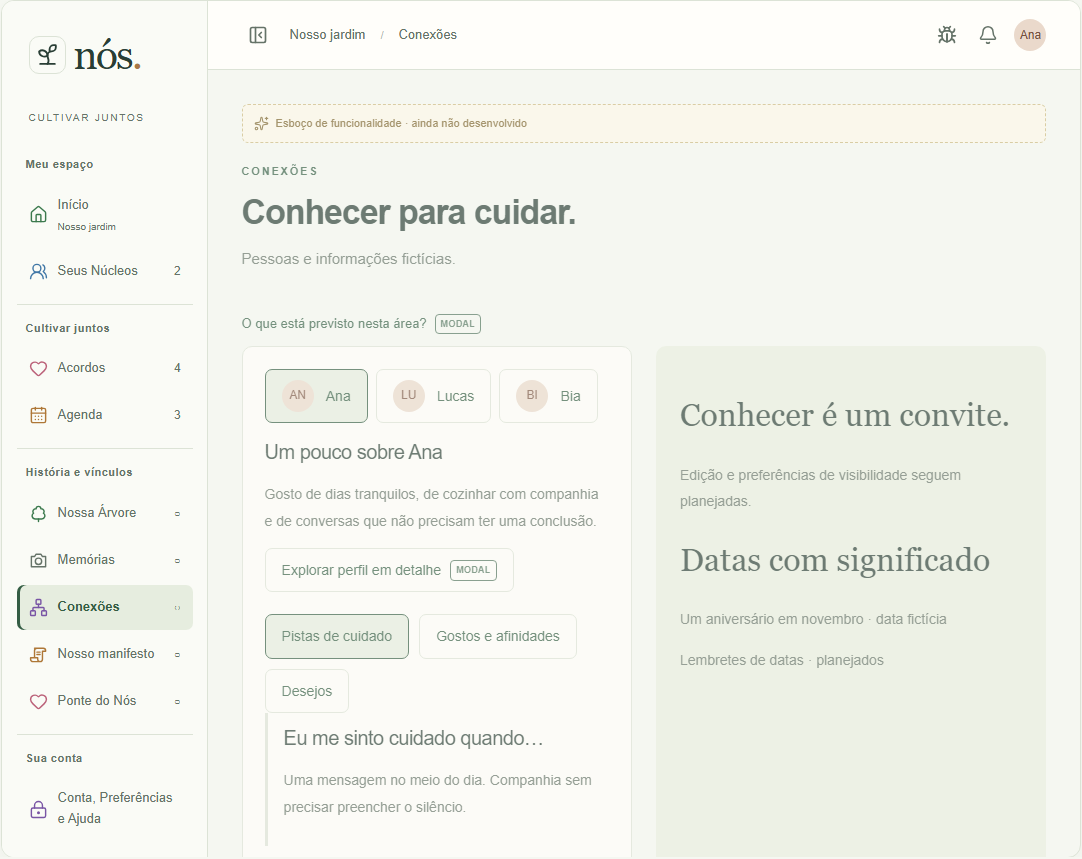 nós.
CULTIVAR JUNTOS
Meu espaço
Início
Nosso jardim
Seus Núcleos 2
Cultivar juntos
Acordos 4
Agenda 3
História e vínculos
Nossa Árvore
Memórias
Conexões
Nosso manifesto
Ponte do Nós
Sua conta
Conta, Preferências
e Ajuda
Nosso jardim / Conexões
Ana
Esboço de funcionalidade · ainda não desenvolvido
CONEXÕES
Conhecer para cuidar.
Pessoas e informações fictícias.
O que está previsto nesta área? MODAL
AN Ana LU Lucas BI Bia
Um pouco sobre Ana
Gosto de dias tranquilos, de cozinhar com companhia
e de conversas que não precisam ter uma conclusão.
Explorar perfil em detalhe MODAL
Pistas de cuidado Gostos e afinidades
Desejos
Eu me sinto cuidado quando…
Uma mensagem no meio do dia. Companhia sem
precisar preencher o silêncio.
Conhecer é um convite.
Edição e preferências de visibilidade seguem
planejadas.
Datas com significado
Um aniversário em novembro · data fictícia
Lembretes de datas · planejados